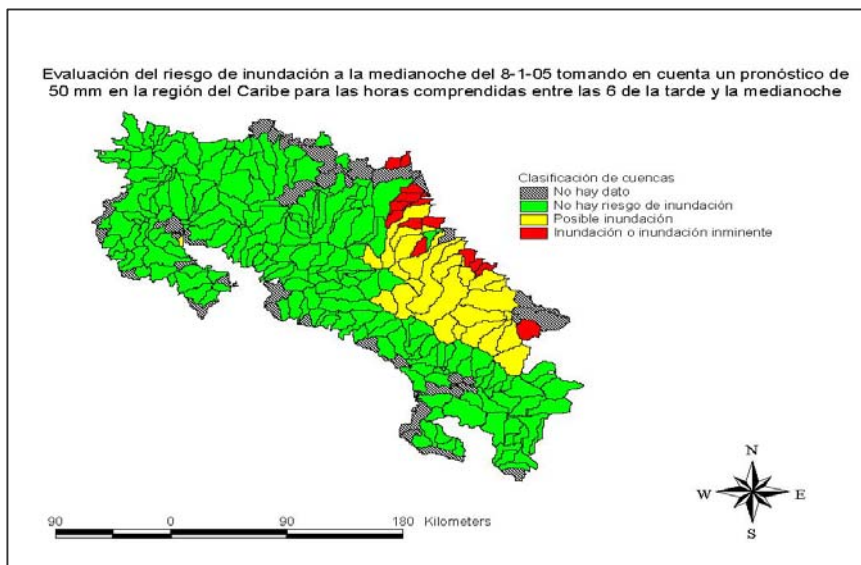 Evaluación del riesgo de inundación a la medianoche del 8-1-05 tomando en cuenta un pronóstico de
50 mm en la región del Caribe para las horas comprendidas entre las 6 de la tarde y la medianoche
Clasificación de cuencas
No hay dato
No hay riesgo de inundación
Posible inundación
Inundación o inundación inminente
N
W E
S
90 0 90 180 Kilometers